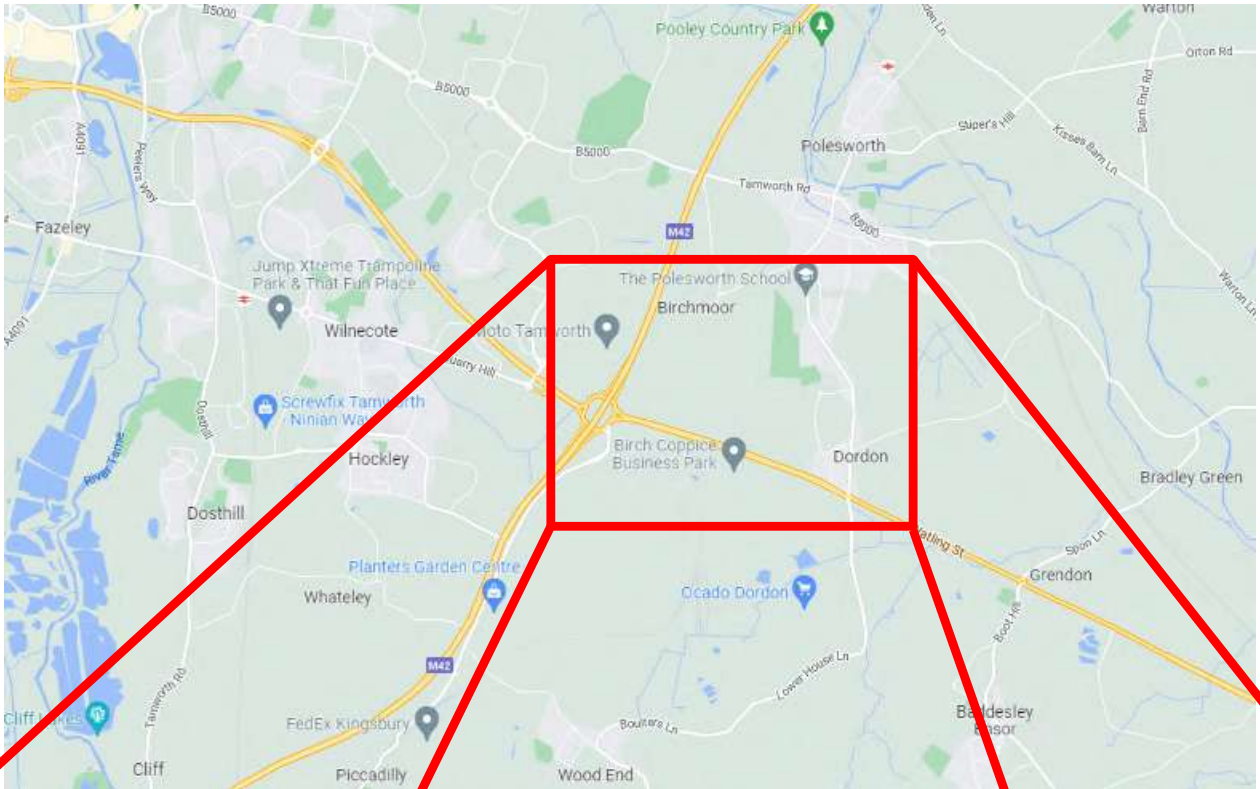 B5000
Pooley Country Park
Warton
Orton Rd
B5000
A4091
Peelers Way
B5000
Barn End Rd
Kisses Barn Ln
Polesworth
Tamworth Rd
B5000
Fazeley
M42
Jump Xtreme Trampoline
Park & That Fun Place...
The Polesworth School
Birchmoor
Warton Ln
A4091
Wilnecote
Moto Tamworth
Quarry Hill
Screwfix Tamworth
Ninian Way
Dosthill
River Tame
Hockley
Birch Coppice
Business Park
Dordon
Bradley Green
Dosthill
Watling St
Spon Ln
Planters Garden Centre
Grendon
Whateley
Ocado Dordon
Boot Hill
M42
Lower House Ln
Tamworth Rd
Cliff Lakes
FedEx Kingsbury
Boulters Ln
Baddesley
Ensor
Cliff
Piccadilly
Wood End